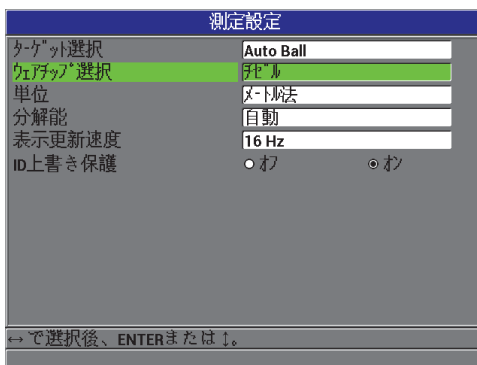 測定設定
ﾀｰｹﾞｯﾄ選択 Auto Ball
ｳｪｱﾁｯﾌﾟ選択 ﾁｾﾞﾙ
単位 ﾒｰﾄﾙ法
分解能 自動
表示更新速度 16 Hz
ID上書き保護 ｵﾌ ｵﾝ
↔ で選択後、ENTERまたは ↕。